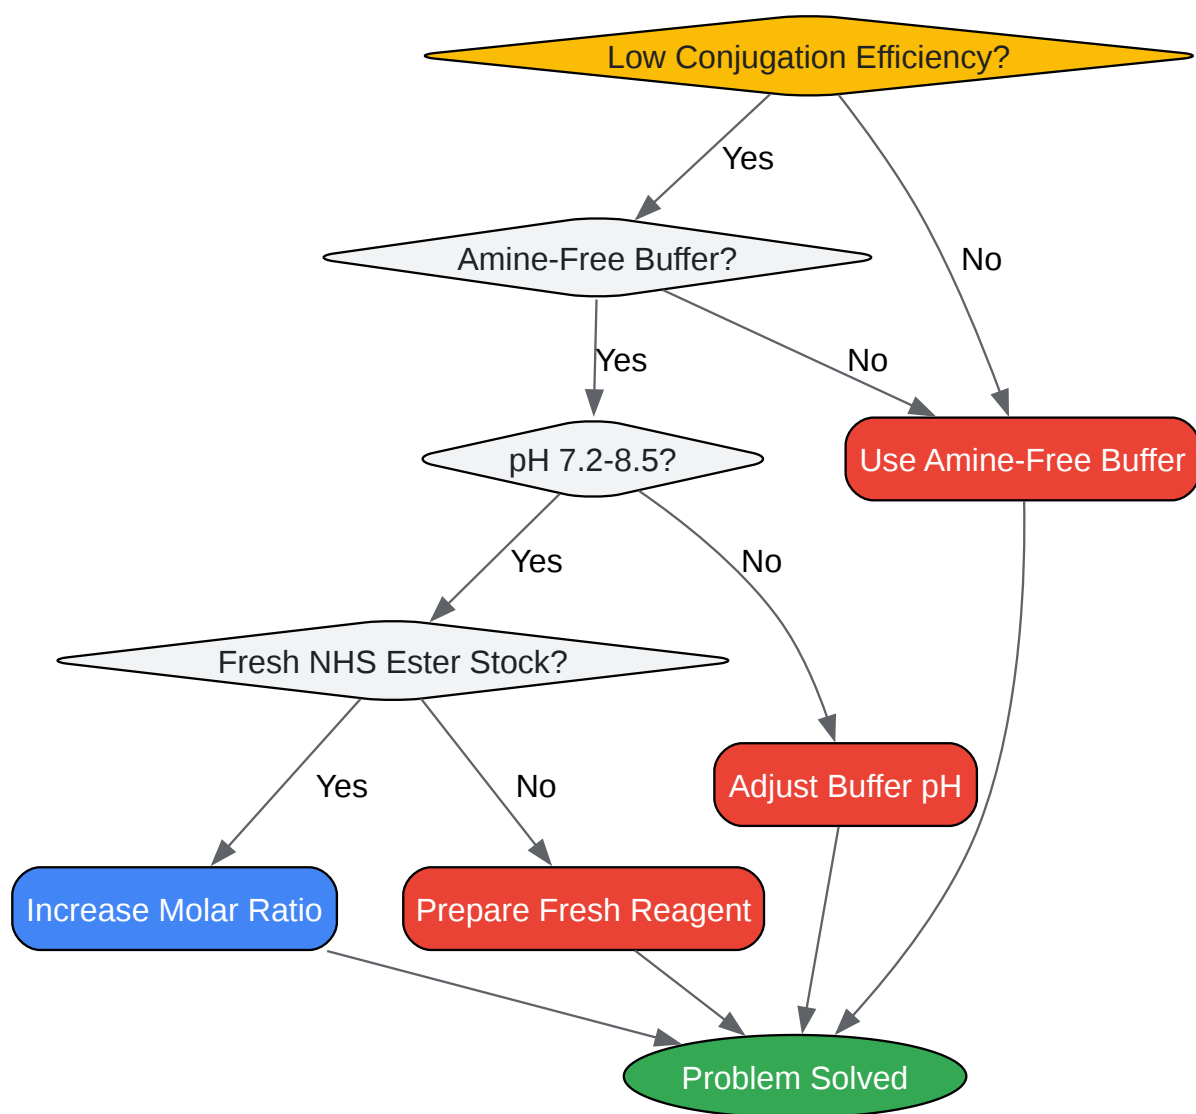 Low Conjugation Efficiency?
Yes
Amine-Free Buffer?
No
Yes
No
pH 7.2-8.5?
Use Amine-Free Buffer
Yes
No
Fresh NHS Ester Stock?
Yes
No
Adjust Buffer pH
Increase Molar Ratio
Prepare Fresh Reagent
Problem Solved